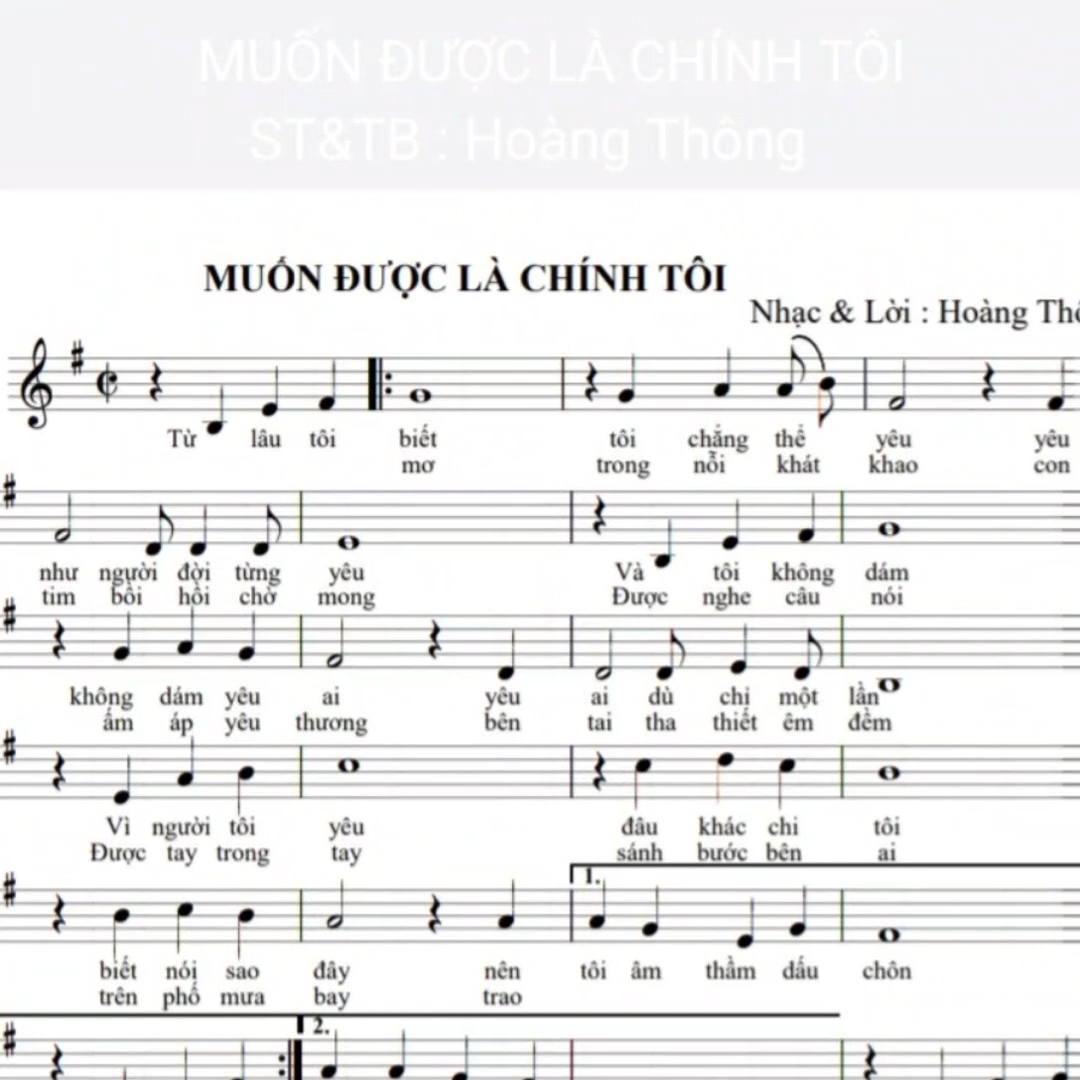 MUỐN ĐƯỢC LÀ CHÍNH TÔI
ST&TB : Hoàng Thông
MUỐN ĐƯỢC LÀ CHÍNH TÔI
Nhạc & Lời : Hoàng
Từ lâu tôi biết tôi chẳng thể yêu yêu
mơ trong nỗi khát khao con
như người đời từng yêu Và tôi không dám
tim bồi hồi chờ mong Được nghe câu nói
không dám yêu ai yêu ai dù chỉ một lần
ấm áp yêu thương bên tai tha thiết êm đềm
Vì người tôi yêu đâu khác chi tôi
Được tay trong tay sánh bước bên ai
1.
biết nói sao đây nên tôi âm thầm dấu chôn
trên phố mưa bay trao
2.